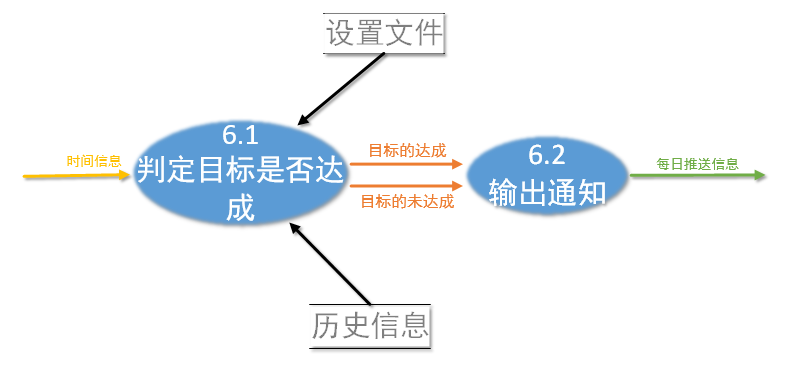 设置文件
6.1
判定目标是否达
成
时间信息
目标的达成
目标的未达成
6.2
输出通知
每日推送信息
历史信息